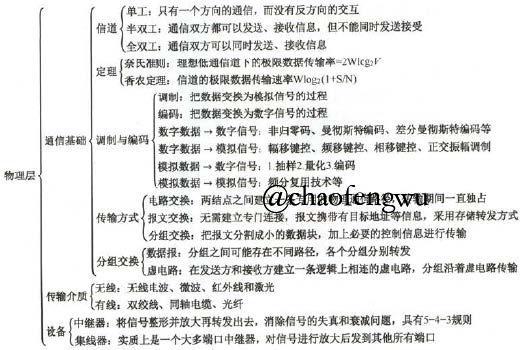 单工：只有一个方向的通信，而没有反方向的交互
信道
半双工：通信双方都可以发送、接收信息，但不能同时发送接受
全双工：通信双方可以同时发送、接收信息
定理
奈氏准则：理想低通信道下的极限数据传输率=2Wlog₂V
香农定理：信道的极限数据传输速率Wlog₂(1+S/N)
通信基础
调制与编码
调制：把数据变换为模拟信号的过程
编码：把数据变换为数字信号的过程
数字数据→数字信号：非归零码、曼彻斯特编码、差分曼彻斯特编码等
数字数据→模拟信号：幅移键控、频移键控、相移键控、正交振幅调制
模拟数据→数字信号：1.抽样2.量化3.编码
模拟数据→模拟信号：频分复用技术等
物理层
@chaofengwu
传输方式
电路交换：两结点之间建立一条 期间一直独占
报文交换：无需建立专门连接，报文携带有目标地址等信息，采用存储转发方式
分组交换：把报文分割成小的数据块，加上必要的控制信息进行传输
分组交换
数据报：分组之间可能存在不同路径，各个分组分别转发
虚电路：在发送方和接收方建立一条逻辑上相连的虚电路，分组沿着虚电路传输
传输介质
无线：无线电波、微波、红外线和激光
有线：双绞线、同轴电缆、光纤
设备
中继器：将信号整形并放大再转发出去，消除信号的失真和衰减问题，具有5-4-3规则
集线器：实质上是一个大多端口中继器，对信号进行放大后发到其他所有端口